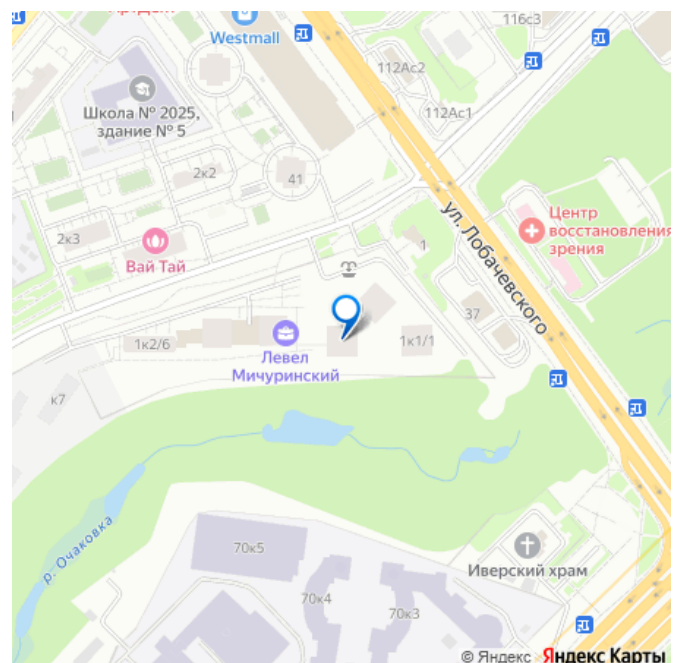 116с3
Westmall
112Ас2
Школа № 2025,
здание № 5
112Ас1
2к2
41
ул. Лобачевского
Центр
восстановления
зрения
2к3
Вай Тай
1
37
1к2/6
Левел
Мичуринский
1к1/1
к7
р. Очаковка
70к5
Иверский храм
70к4
70к3
© Яндекс Яндекс Карты